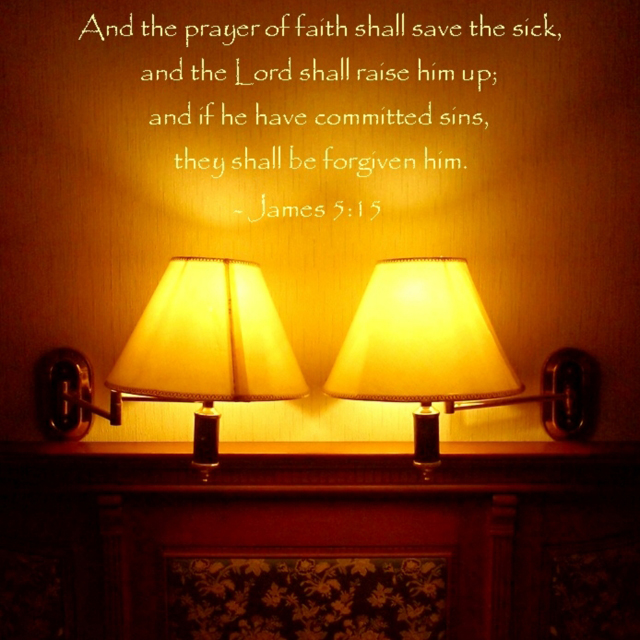 And the prayer of faith shall save the sick,
and the Lord shall raise him up;
and if he have committed sins,
they shall be forgiven him.
- James 5:15